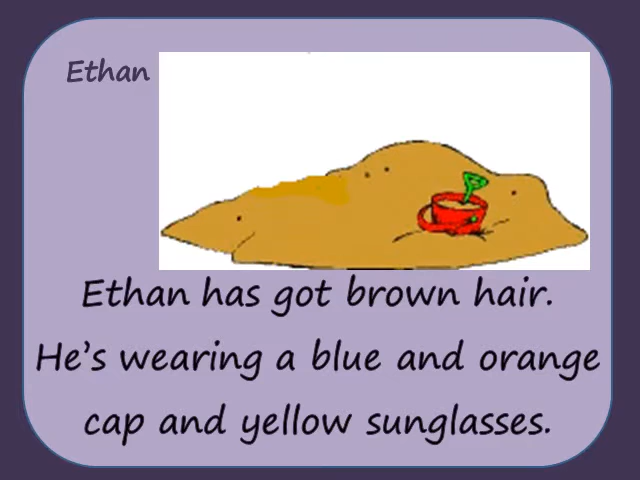 Ethan
Ethan has got brown hair.
He's wearing a blue and orange
cap and yellow sunglasses.